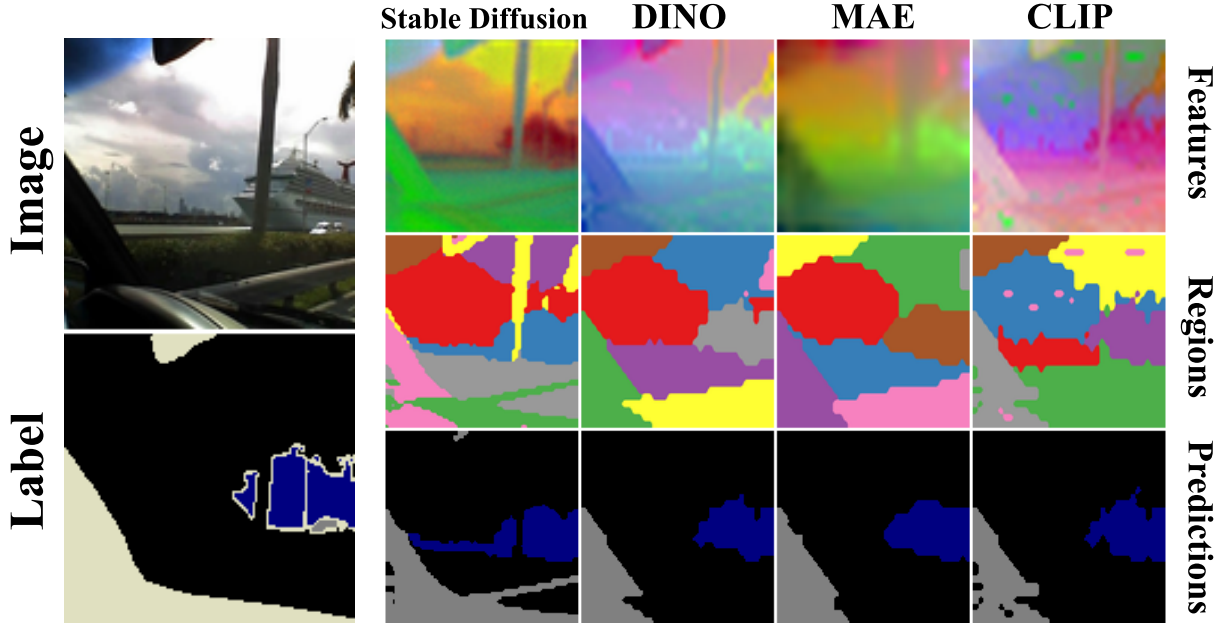 Stable Diffusion DINO MAE CLIP
Image
Label
Features
Regions
Predictions